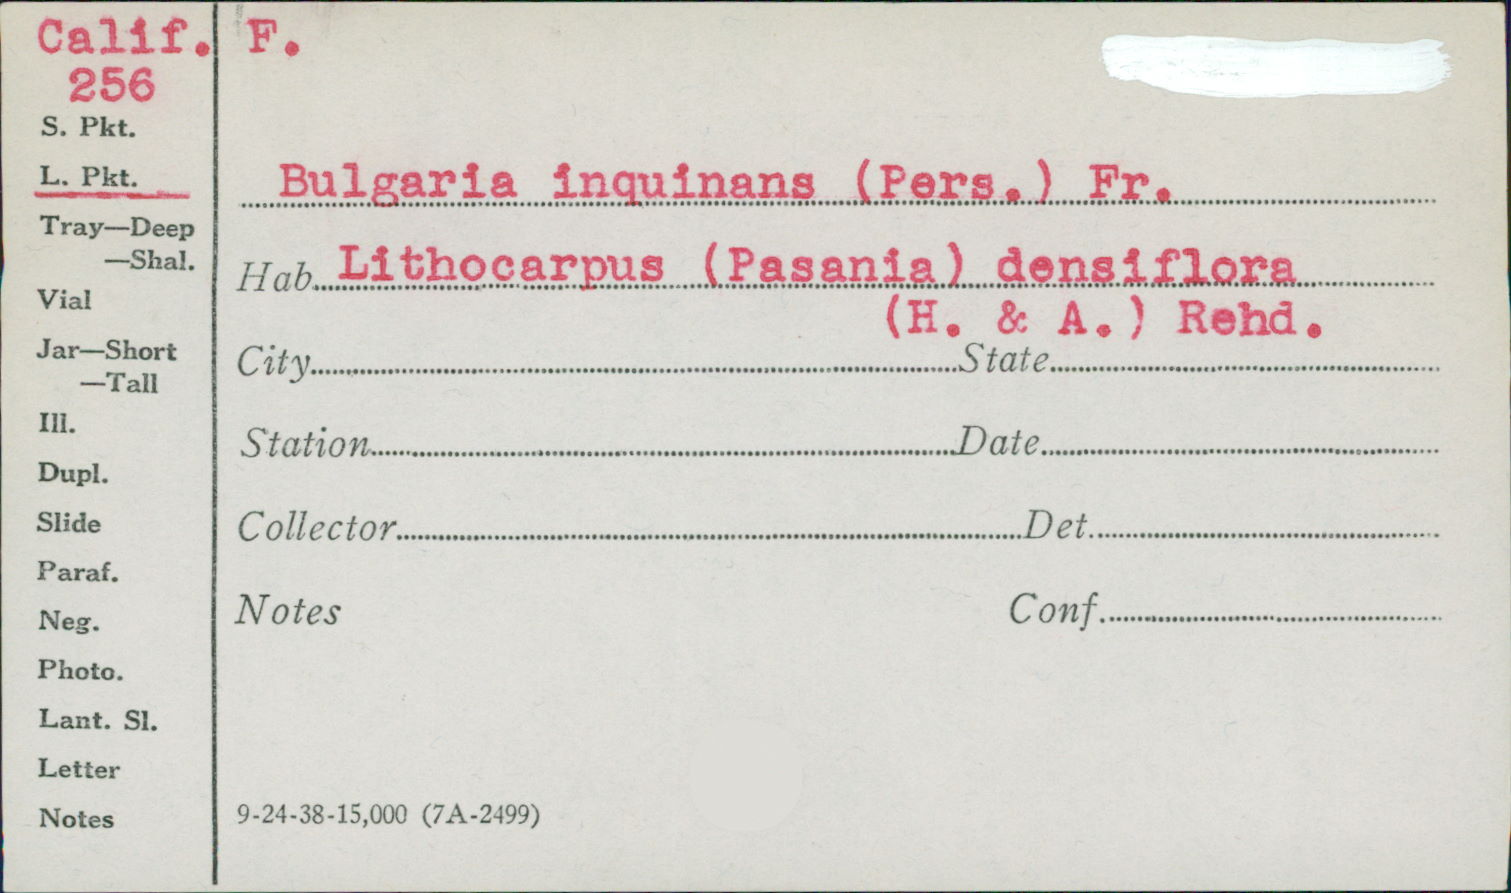 Calif. F.
256
S. Pkt.
L. Pkt.
Bulgaria inquinans (Pers.) Fr.
Tray—Deep
—Shal.
Hab. Lithocarpus (Pasania) densiflora
(H. & A.) Rehd.
Vial
Jar—Short
—Tall
City State
Ill.
Station Date
Dupl.
Slide
Collector Det.
Paraf.
Neg.
Notes Conf.
Photo.
Lant. Sl.
Letter
Notes
9-24-38-15,000 (7A-2499)